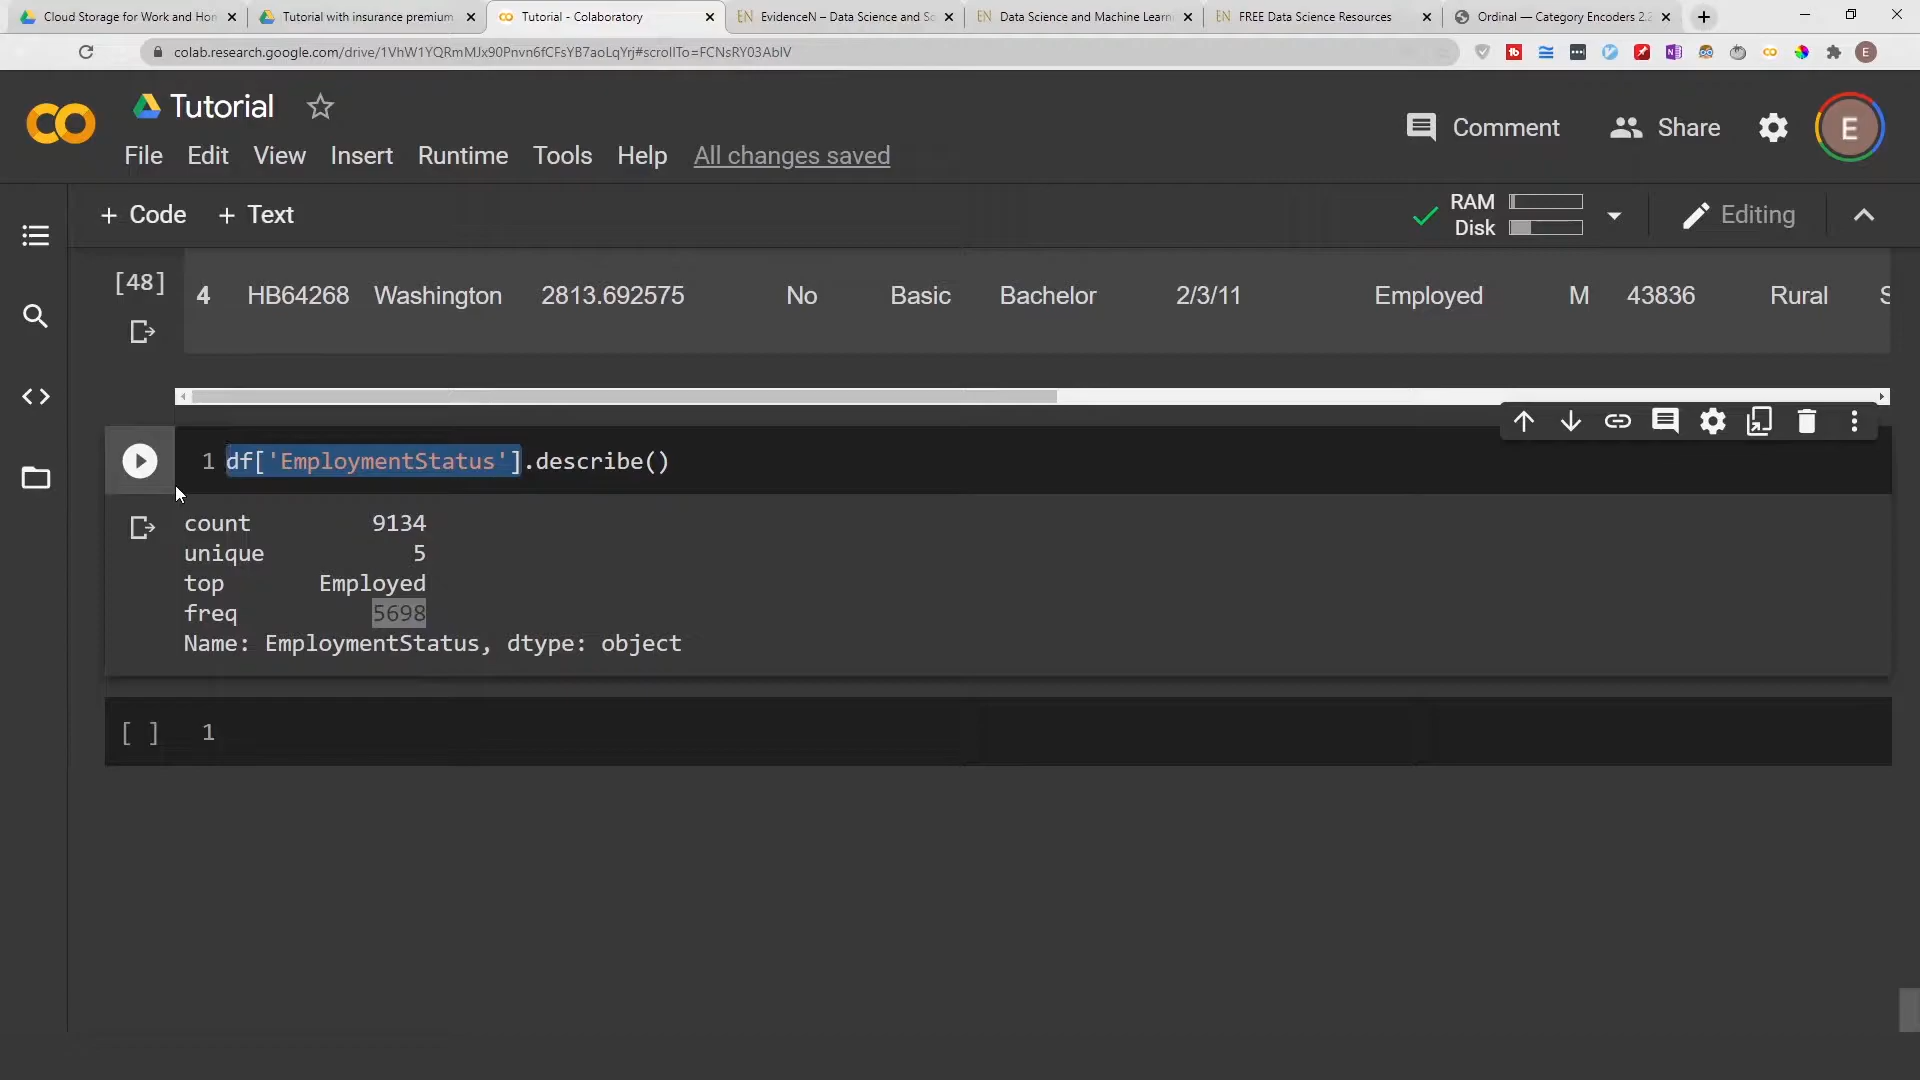 Cloud Storage for Work and Hon
Tutorial with insurance premium
Tutorial - Colaboratory
EvidenceN – Data Science and Sc
Data Science and Machine Learn
FREE Data Science Resources
Ordinal — Category Encoders 2.2
colab.research.google.com/drive/1VhW1YQRmMJx90Pnvn6fCFsYB7aoLqYrj#scrollTo=FCNsRY03AbIV
Tutorial
Comment
Share
E
File
Edit
View
Insert
Runtime
Tools
Help
All changes saved
+ Code
+ Text
RAM
Disk
Editing
[48]
4 HB64268 Washington 2813.692575 No Basic Bachelor 2/3/11 Employed M 43836 Rural S
1 df['EmploymentStatus'].describe()
count 9134
unique 5
top Employed
freq 5698
Name: EmploymentStatus, dtype: object
[ ] 1